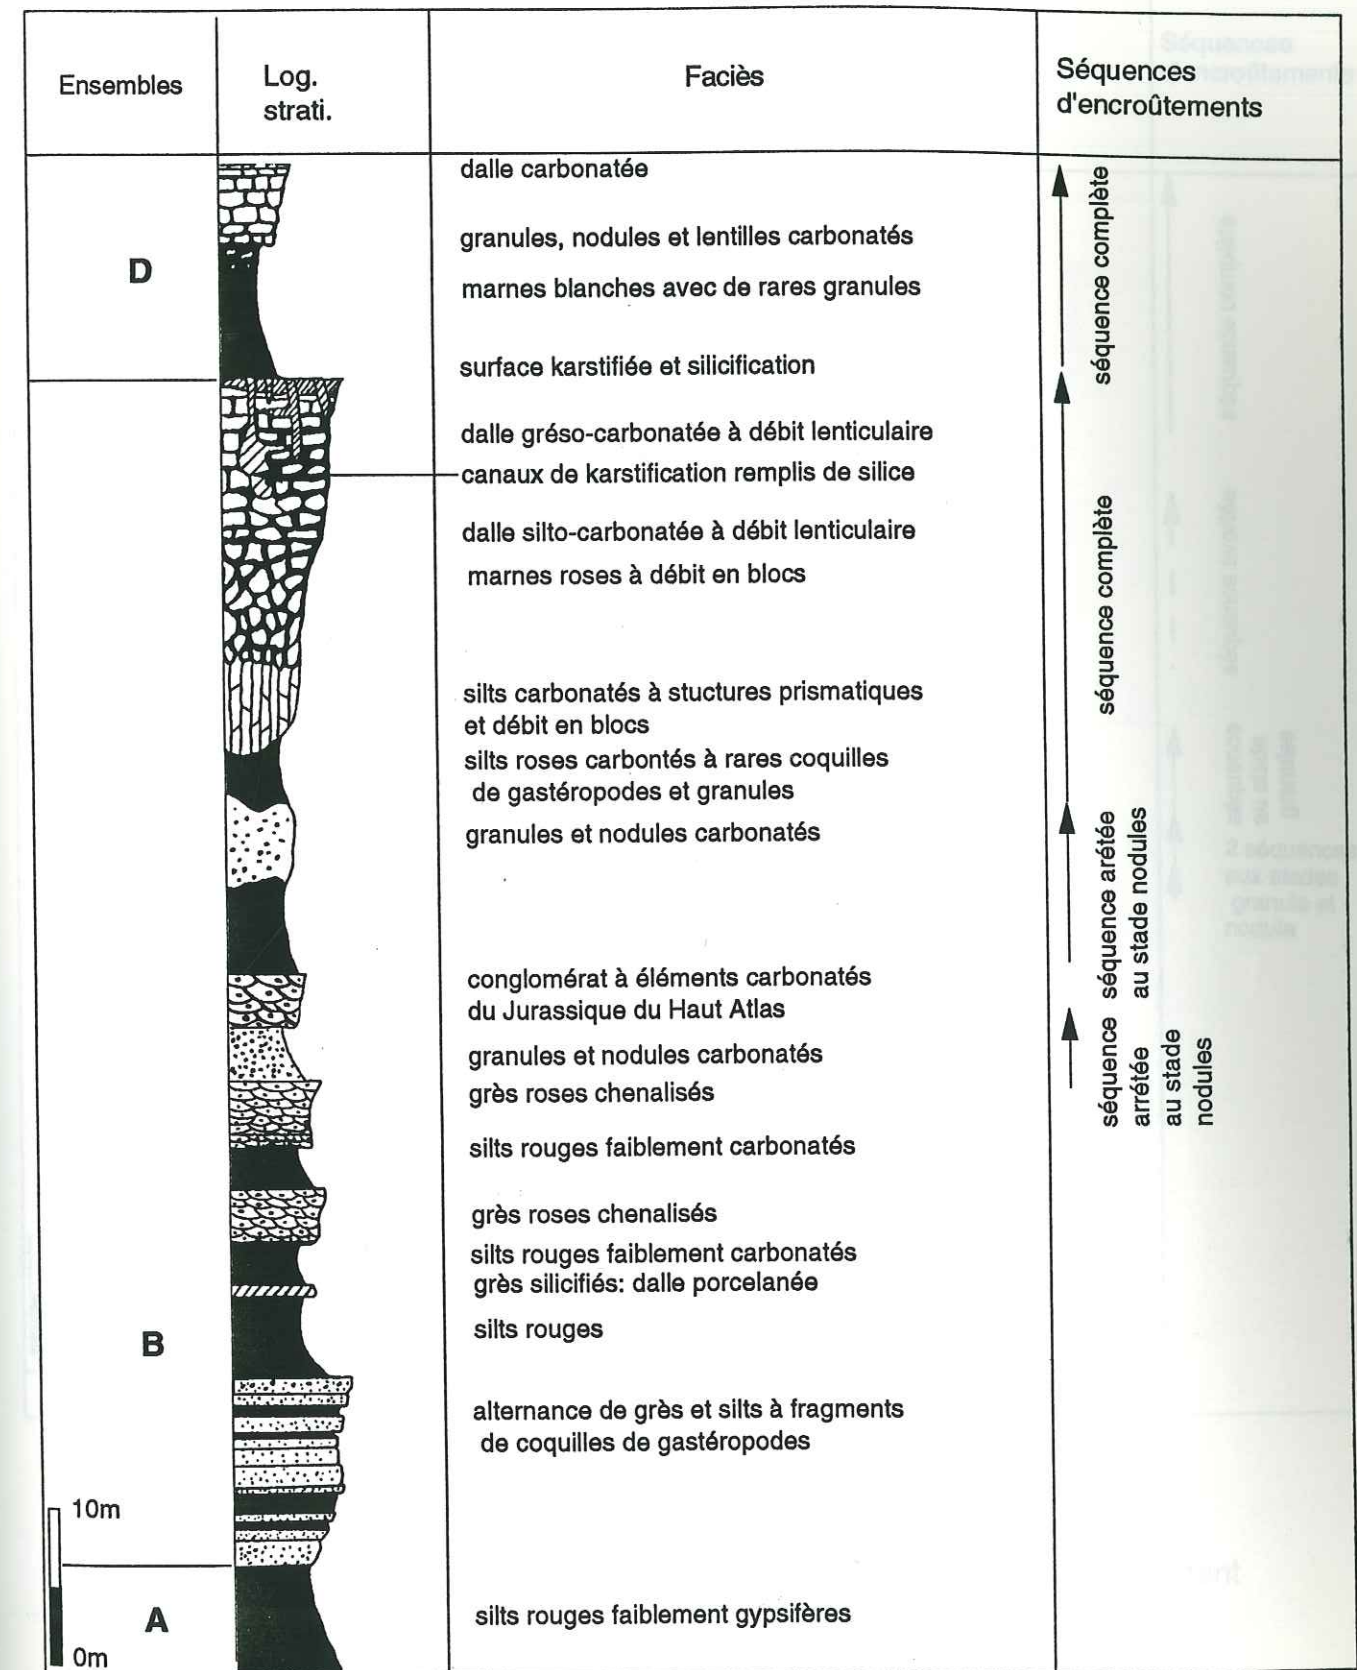 Ensembles
Log.
strati.
Faciès
Séquences
d'encroûtements
D
dalle carbonatée
granules, nodules et lentilles carbonatés
marnes blanches avec de rares granules
surface karstifiée et silicification
séquence complète
dalle gréso-carbonatée à débit lenticulaire
canaux de karstification remplis de silice
dalle silto-carbonatée à débit lenticulaire
marnes roses à débit en blocs
silts carbonatés à stuctures prismatiques
et débit en blocs
silts roses carbontés à rares coquilles
de gastéropodes et granules
séquence complète
granules et nodules carbonatés
séquence arétée
au stade nodules
conglomérat à éléments carbonatés
du Jurassique du Haut Atlas
granules et nodules carbonatés
séquence
arrétée
au stade
nodules
grès roses chenalisés
silts rouges faiblement carbonatés
grès roses chenalisés
silts rouges faiblement carbonatés
grès silicifiés: dalle porcelanée
silts rouges
B
alternance de grès et silts à fragments
de coquilles de gastéropodes
10m
A
silts rouges faiblement gypsifères
0m